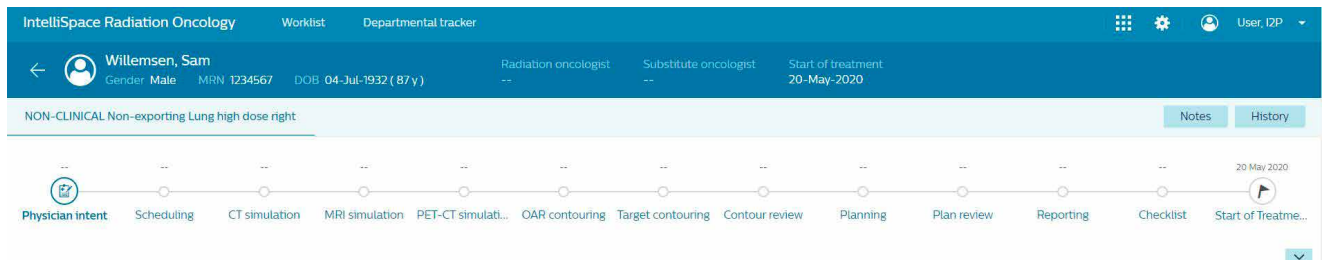 IntelliSpace Radiation Oncology Worklist Departmental tracker User, I2P
Willemsen, Sam
Gender Male MRN 1234567 DOB 04-Jul-1932 ( 87 y )
Radiation oncologist Substitute oncologist Start of treatment
-- -- 20-May-2020
NON-CLINICAL Non-exporting Lung high dose right Notes History
-- -- -- -- -- -- -- -- -- -- -- -- 20 May 2020
Physician intent Scheduling CT simulation MRI simulation PET-CT simulati... OAR contouring Target contouring Contour review Planning Plan review Reporting Checklist Start of Treatme...